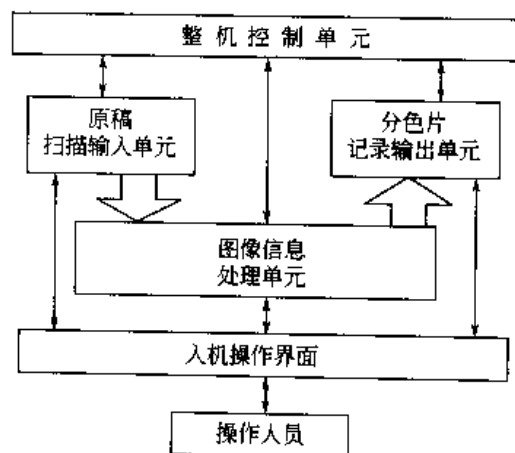 整机控制单元
原稿
扫描输入单元
分色片
记录输出单元
图像信息
处理单元
人机操作界面
操作人员